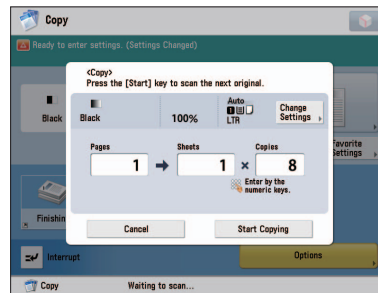 Copy
Ready to enter settings. (Settings Changed)
<Copy>
Press the [Start] key to scan the next original.
Black
Black
100%
Auto
LTR
Change
Settings
Favorite
Settings
Pages
Sheets
Copies
1
1
×
8
Enter by the
numeric keys.
Finishin
Cancel
Start Copying
Interrupt
Options
Copy
Waiting to scan...